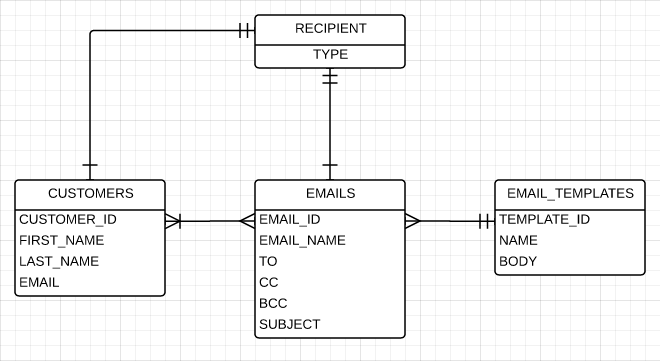 RECIPIENT
TYPE
CUSTOMERS
CUSTOMER_ID
FIRST_NAME
LAST_NAME
EMAIL
EMAILS
EMAIL_ID
EMAIL_NAME
TO
CC
BCC
SUBJECT
EMAIL_TEMPLATES
TEMPLATE_ID
NAME
BODY